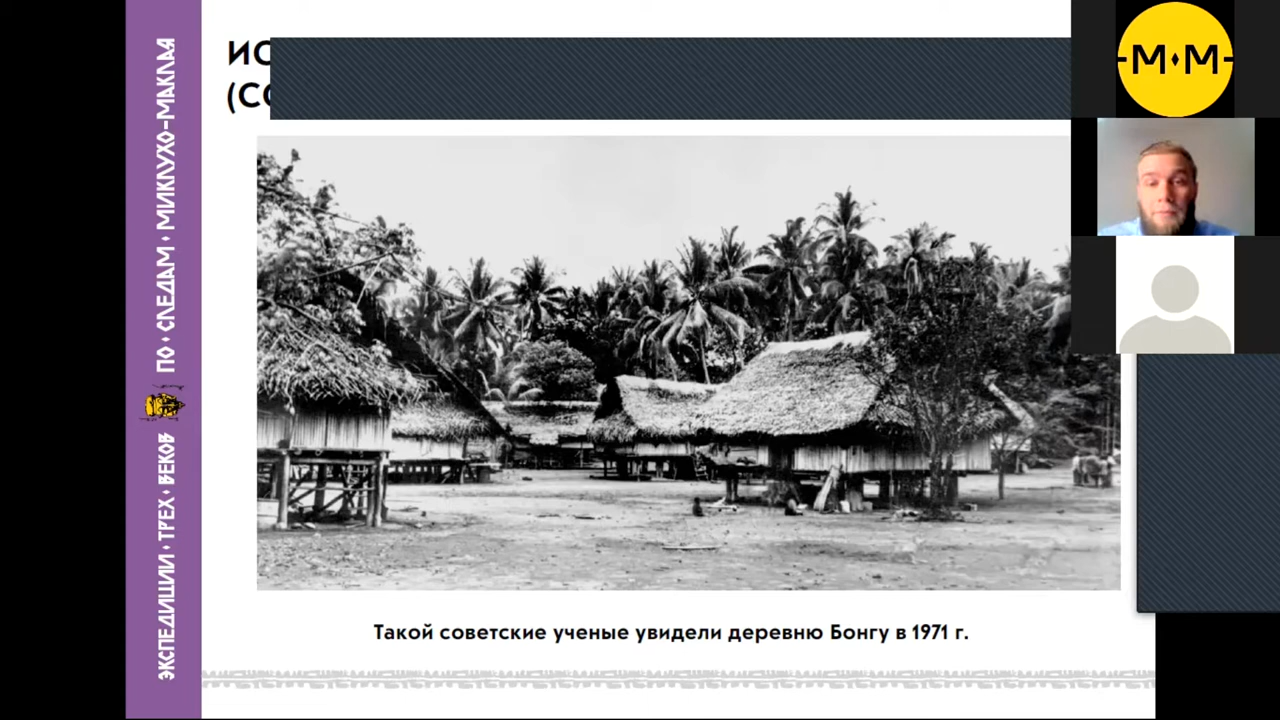 ЭКСПЕДИЦИИ•ТРЕХ•ВЕКОВ ПО•СЛЕДАМ•МИКЛУХО-МАКЛАЯ
-М•М-
Такой советские ученые увидели деревню Бонгу в 1971 г.